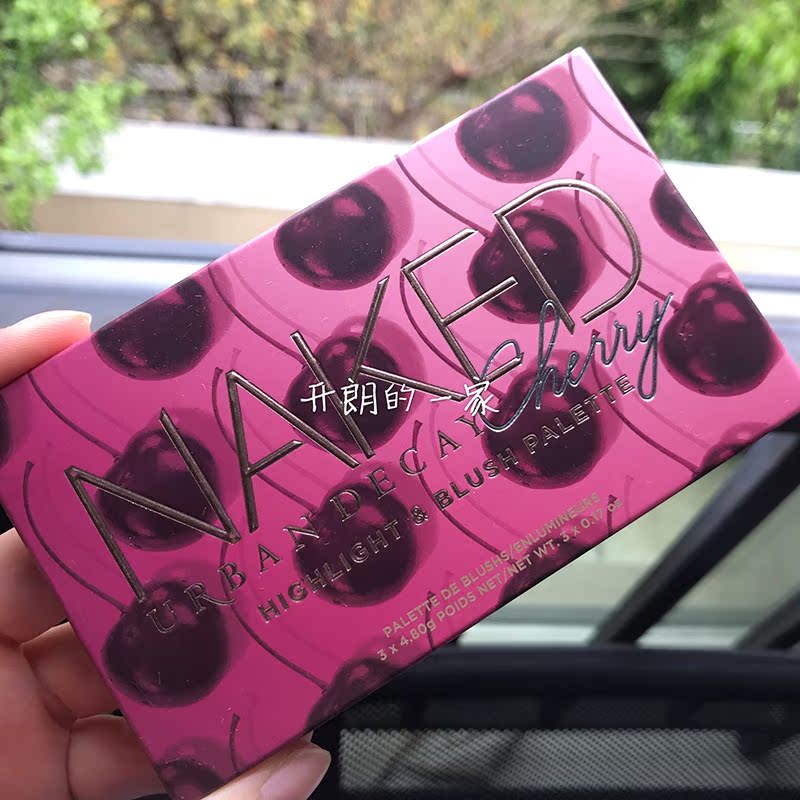 NAKED
Cherry
URBAN DECAY
HIGHLIGHT & BLUSH PALETTE
PALETTE DE BLUSHS/ENLUMINEURS
3 x 4.80g POIDS NET/NET WT. 3 x 0.17 oz
开朗的一家